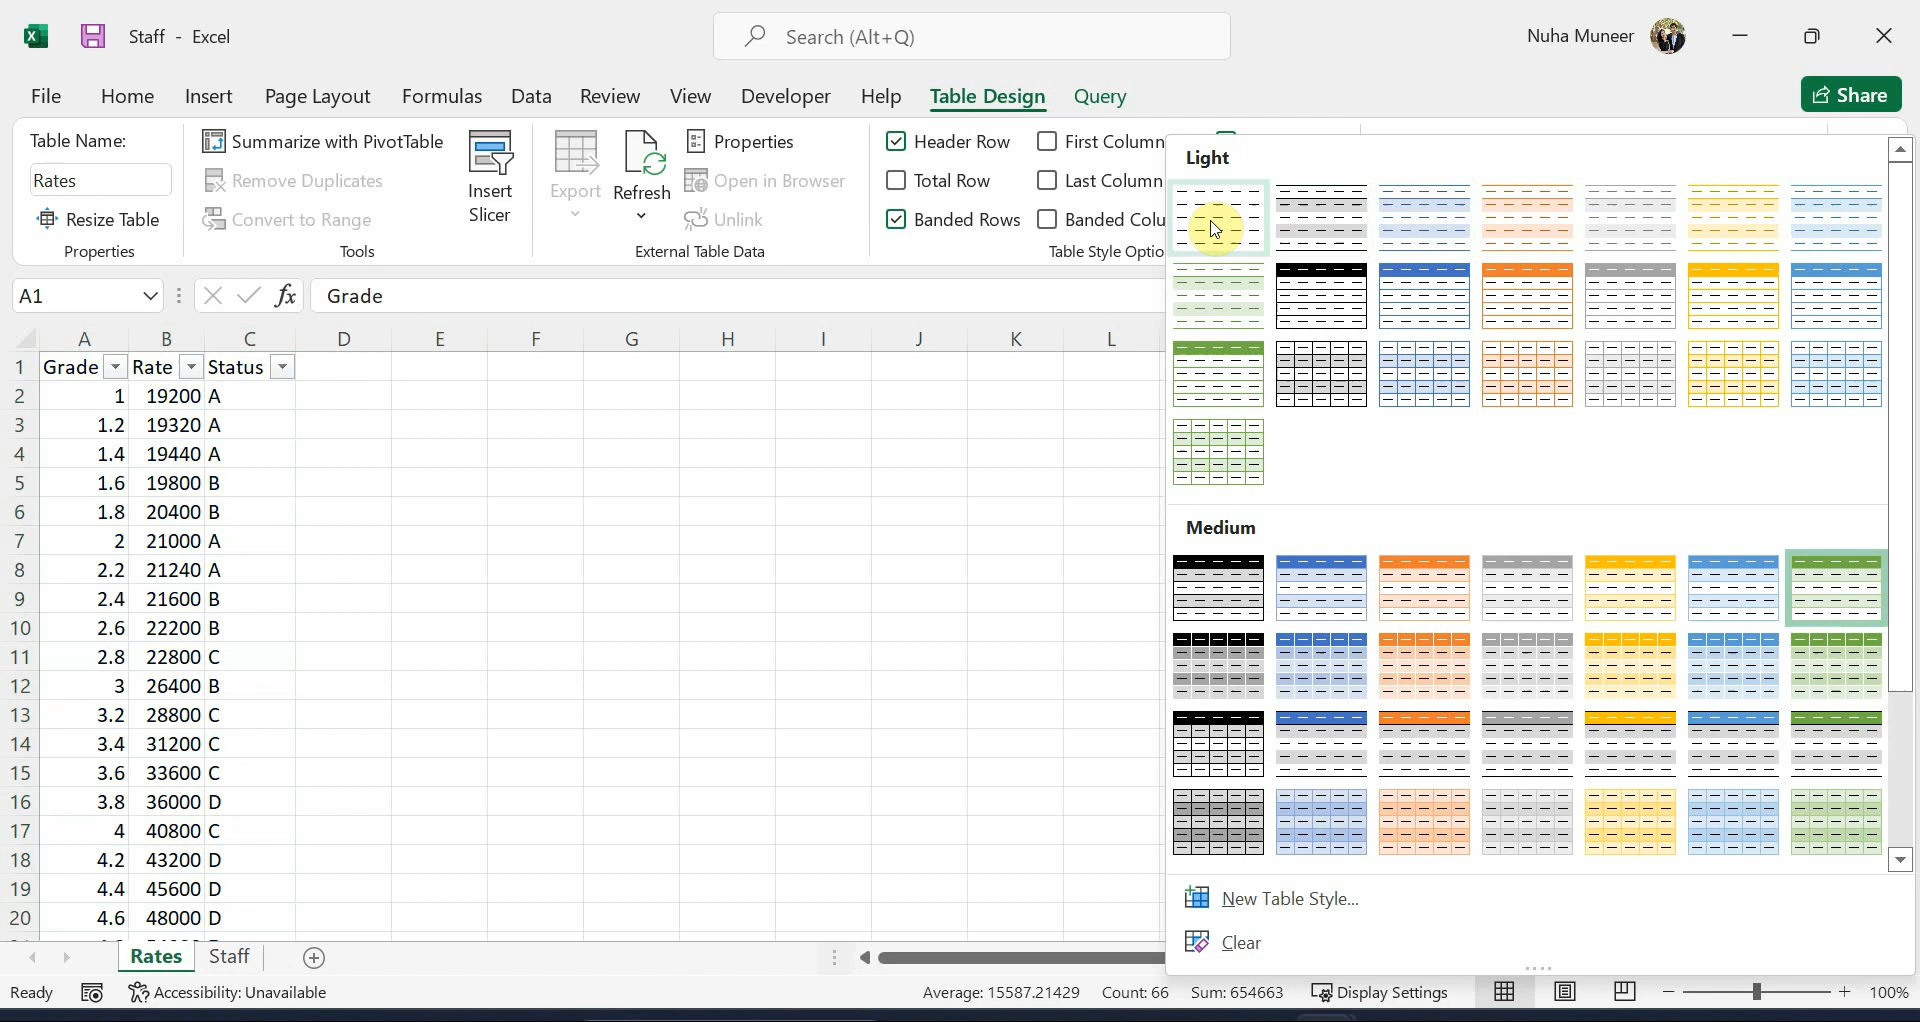 Staff - Excel
Search (Alt+Q)
Nuha Muneer
File Home Insert Page Layout Formulas Data Review View Developer Help Table Design Query
Share
Table Name:
Rates
Resize Table
Properties
Summarize with PivotTable
Remove Duplicates
Convert to Range
Tools
Insert
Slicer
Export
Refresh
Properties
Open in Browser
Unlink
External Table Data
Header Row
Total Row
Banded Rows
First Column
Last Column
Banded Colu
Table Style Optio
Light
Medium
New Table Style...
Clear
A1
fx
Grade
A B C D E F G H I J K L
1 Grade Rate Status
2 1 19200 A
3 1.2 19320 A
4 1.4 19440 A
5 1.6 19800 B
6 1.8 20400 B
7 2 21000 A
8 2.2 21240 A
9 2.4 21600 B
10 2.6 22200 B
11 2.8 22800 C
12 3 26400 B
13 3.2 28800 C
14 3.4 31200 C
15 3.6 33600 C
16 3.8 36000 D
17 4 40800 C
18 4.2 43200 D
19 4.4 45600 D
20 4.6 48000 D
Rates Staff
Ready Accessibility: Unavailable Average: 15587.21429 Count: 66 Sum: 654663 Display Settings 100%